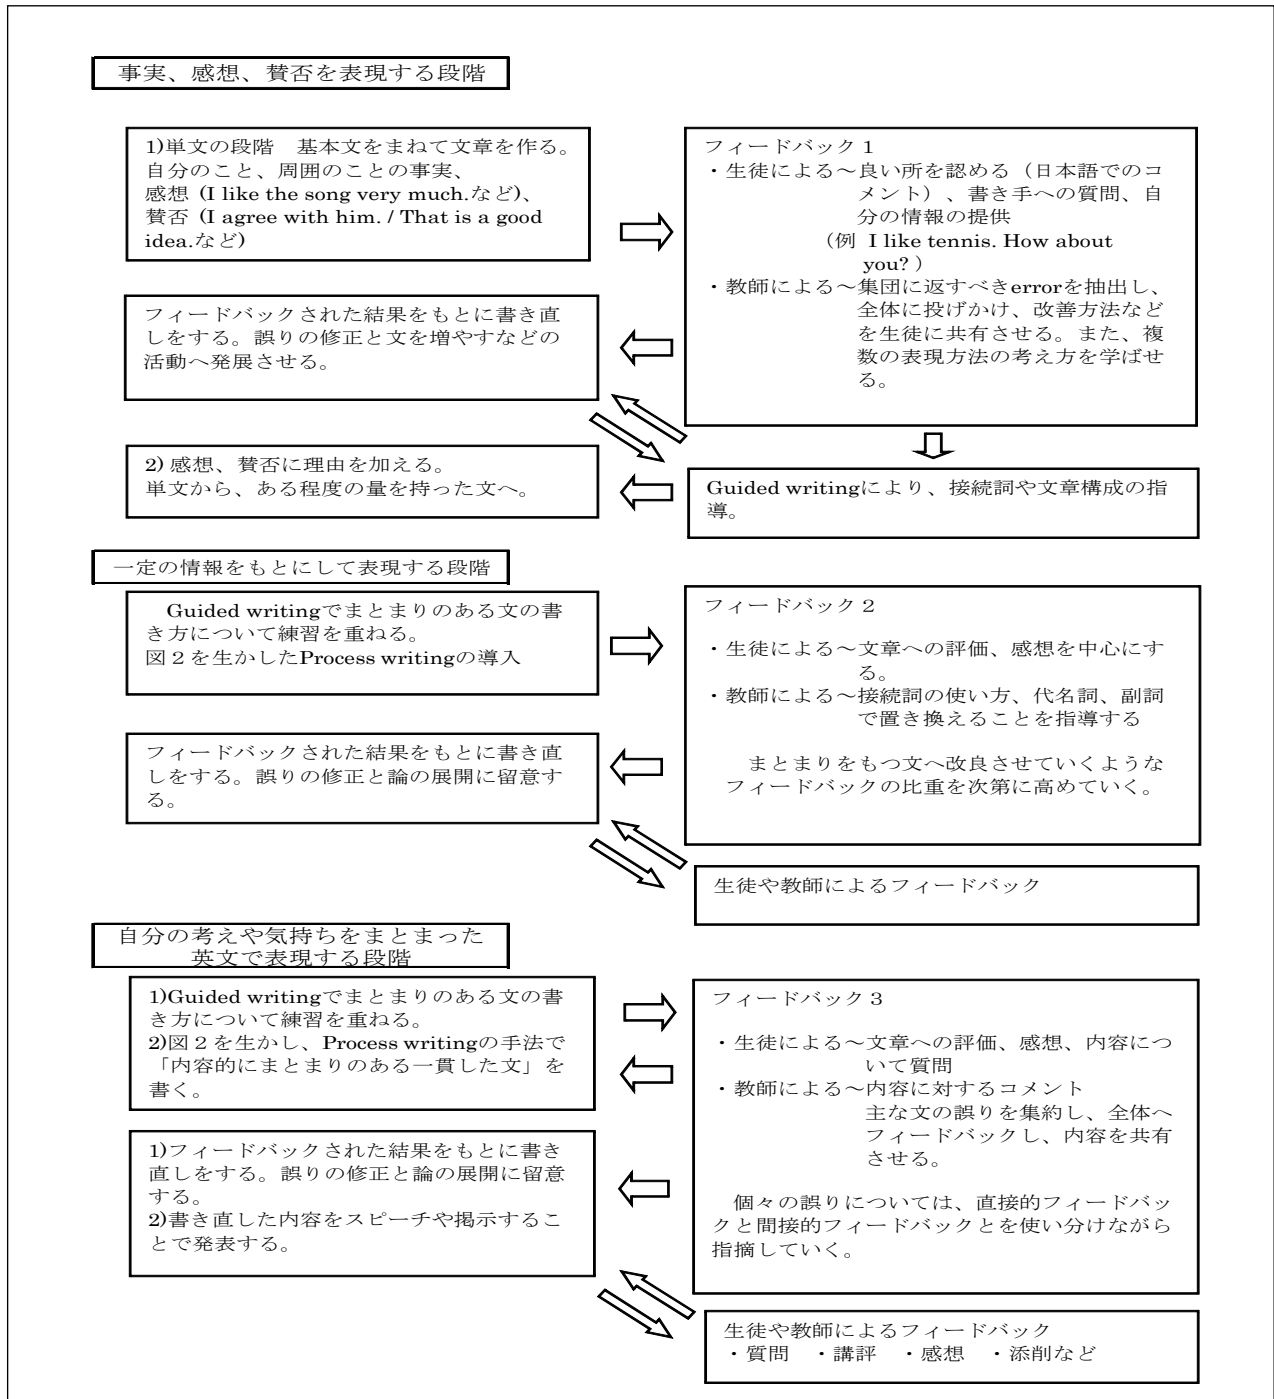 事実、感想、賛否を表現する段階
1)単文の段階　基本文をまねて文章を作る。
自分のこと、周囲のことの事実、
感想 (I like the song very much.など)、
賛否 (I agree with him. / That is a good
idea.など)
フィードバック１
・生徒による～良い所を認める（日本語でのコ
メント）、書き手への質問、自
分の情報の提供
（例 I like tennis. How about
you?）
・教師による～集団に返すべきerrorを抽出し、
全体に投げかけ、改善方法など
を生徒に共有させる。また、複
数の表現方法の考え方を学ばせ
る。
フィードバックされた結果をもとに書き直
しをする。誤りの修正と文を増やすなどの
活動へ発展させる。
2) 感想、賛否に理由を加える。
単文から、ある程度の量を持った文へ。
Guided writingにより、接続詞や文章構成の指
導。
一定の情報をもとにして表現する段階
Guided writingでまとまりのある文の書
き方について練習を重ねる。
図２を生かしたProcess writingの導入
フィードバック２
・生徒による～文章への評価、感想を中心にす
る。
・教師による～接続詞の使い方、代名詞、副詞
で置き換えることを指導する
まとまりをもつ文へ改良させていくような
フィードバックの比重を次第に高めていく。
フィードバックされた結果をもとに書き直
しをする。誤りの修正と論の展開に留意す
る。
生徒や教師によるフィードバック
自分の考えや気持ちをまとまった
英文で表現する段階
1)Guided writingでまとまりのある文の書
き方について練習を重ねる。
2)図２を生かし、Process writingの手法で
「内容的にまとまりのある一貫した文」を
書く。
フィードバック３
・生徒による～文章への評価、感想、内容につ
いて質問
・教師による～内容に対するコメント
主な文の誤りを集約し、全体へ
フィードバックし、内容を共有
させる。
個々の誤りについては、直接的フィードバッ
クと間接的フィードバックとを使い分けながら
指摘していく。
1)フィードバックされた結果をもとに書き
直しをする。誤りの修正と論の展開に留意
する。
2)書き直した内容をスピーチや掲示するこ
とで発表する。
生徒や教師によるフィードバック
・質問　・講評　・感想　・添削など